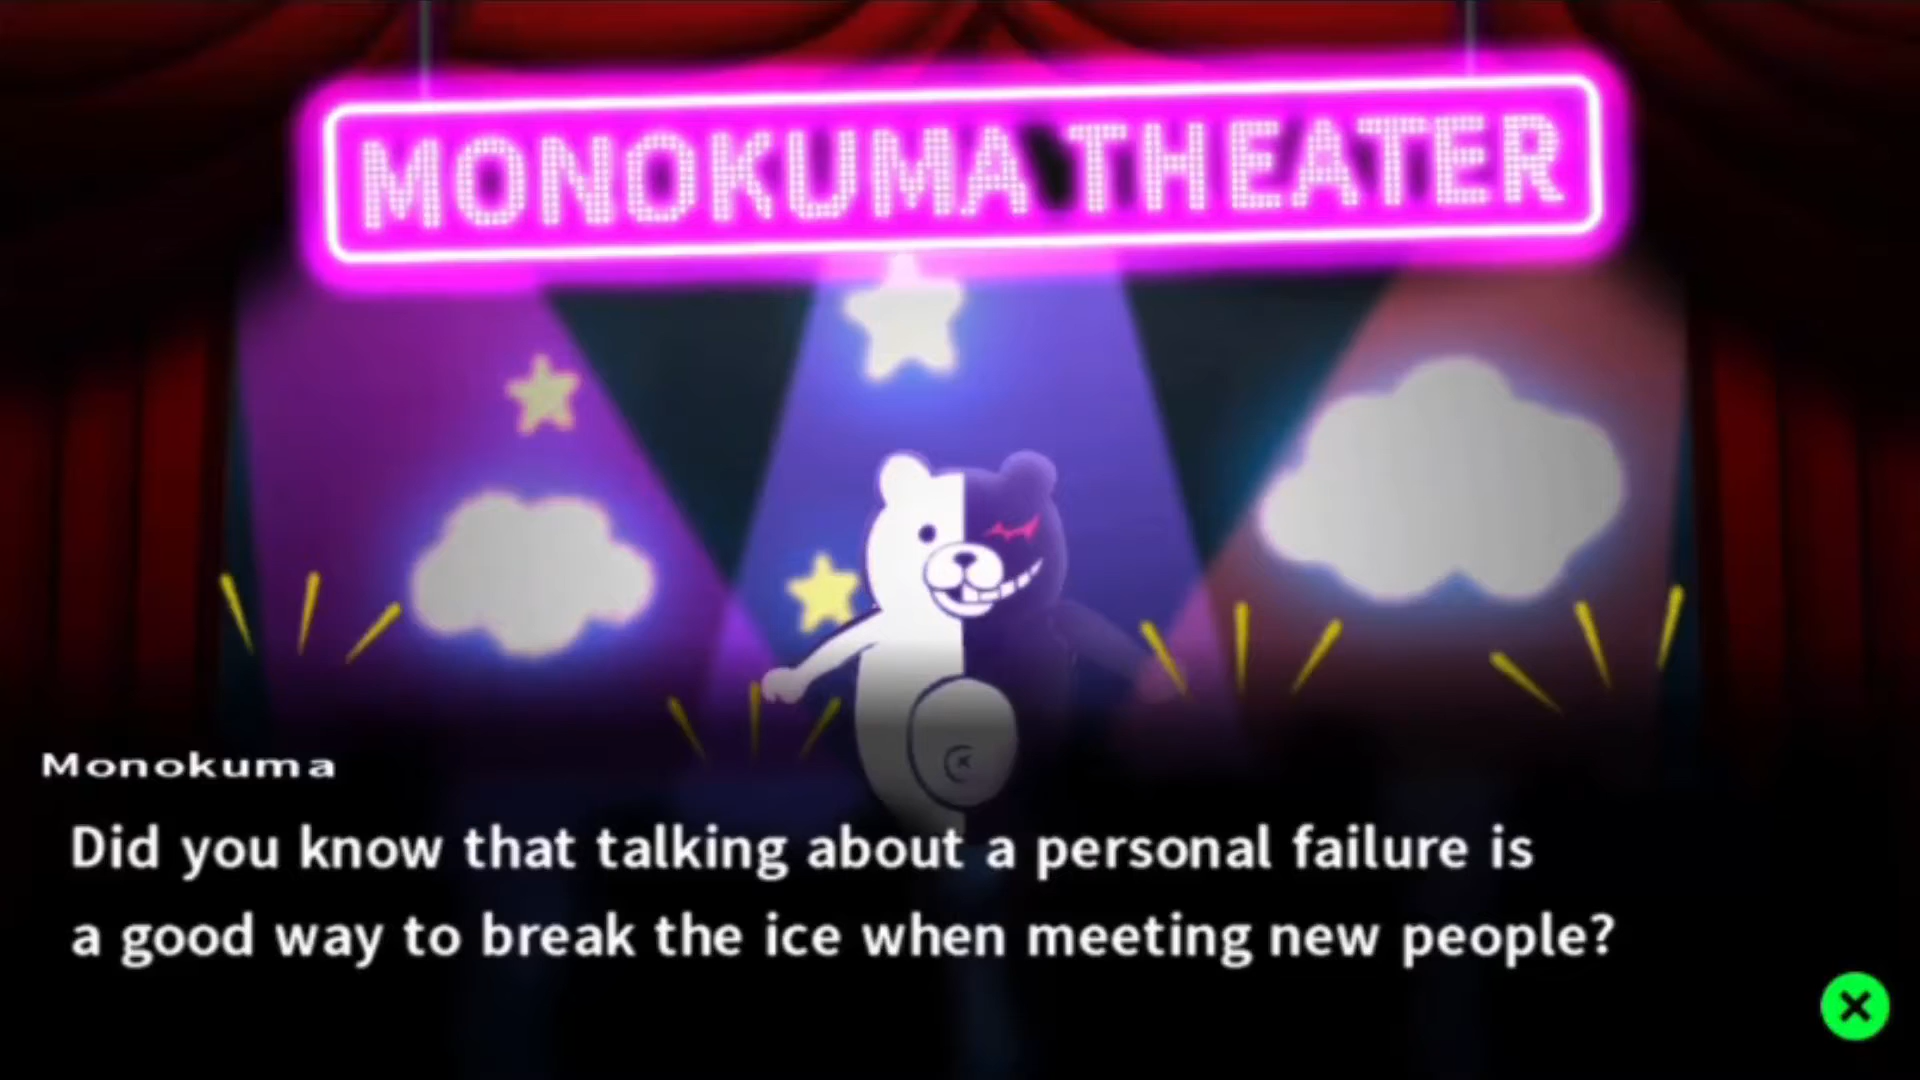 MONOKUMA THEATER
Monokuma
Did you know that talking about a personal failure is
a good way to break the ice when meeting new people?